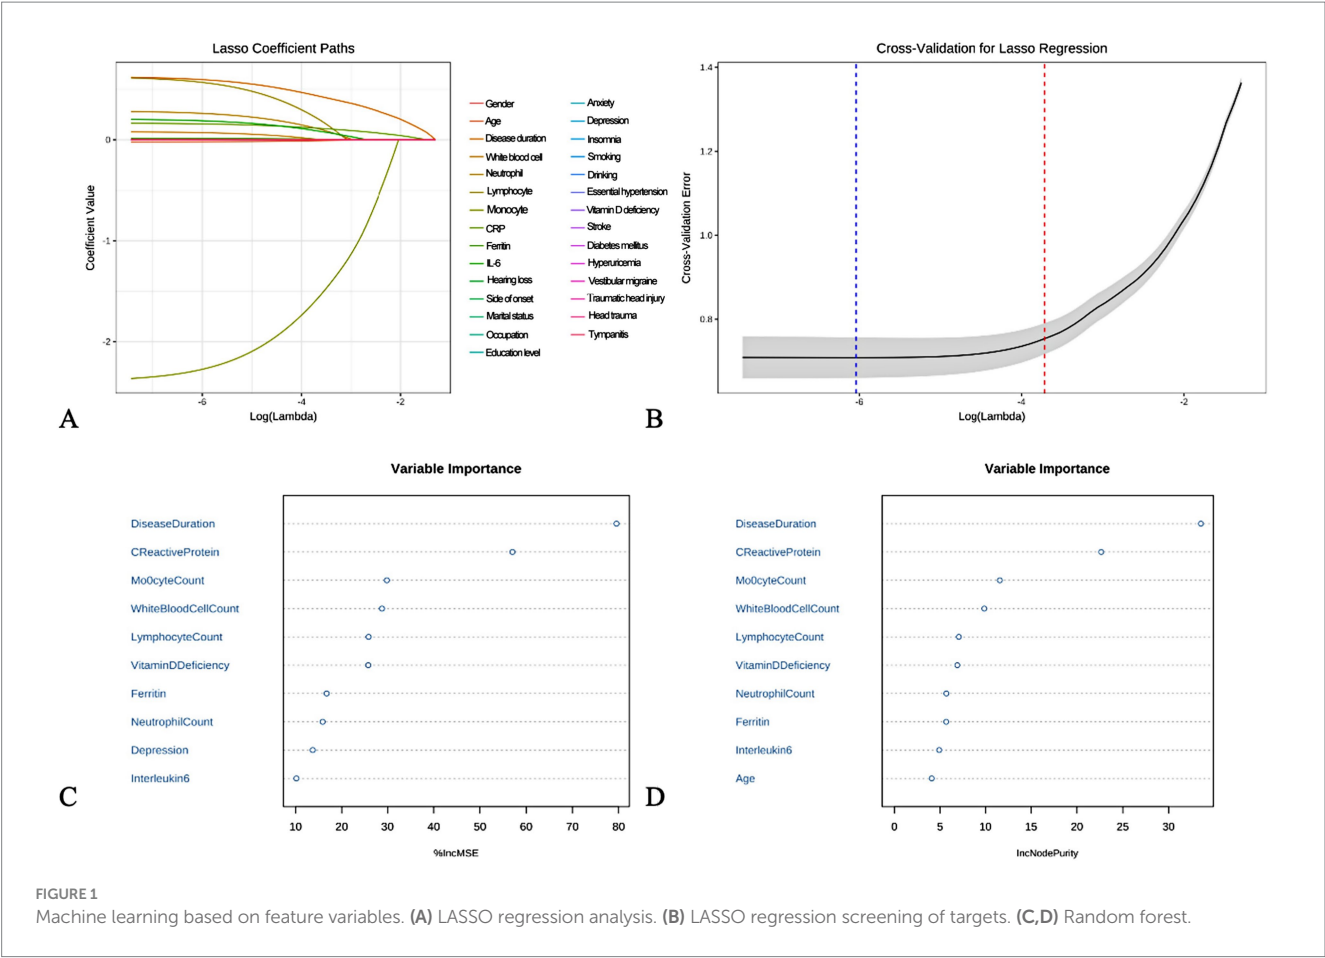 Lasso Coefficient Paths
Coefficient Value
0
-1
-2
-6
-4
-2
Log(Lambda)
A
Gender
Age
Disease duration
White blood cell
Neutrophil
Lymphocyte
Monocyte
CRP
Ferritin
IL-6
Hearing loss
Side of onset
Marital status
Occupation
Education level
Anxiety
Depression
Insomnia
Smoking
Drinking
Essential hypertension
Vitamin D deficiency
Stroke
Diabetes mellitus
Hyperuricemia
Vestibular migraine
Traumatic head injury
Head trauma
Tympanitis
Cross-Validation for Lasso Regression
Cross-Validation Error
1.4
1.2
1.0
0.8
-6
-4
-2
Log(Lambda)
B
Variable Importance
DiseaseDuration
CReactiveProtein
Mo0cyteCount
WhiteBloodCellCount
LymphocyteCount
VitaminDDeficiency
Ferritin
NeutrophilCount
Depression
Interleukin6
C
10 20 30 40 50 60 70 80
%IncMSE
Variable Importance
DiseaseDuration
CReactiveProtein
Mo0cyteCount
WhiteBloodCellCount
LymphocyteCount
VitaminDDeficiency
NeutrophilCount
Ferritin
Interleukin6
Age
D
0 5 10 15 20 25 30
IncNodePurity
FIGURE 1
Machine learning based on feature variables. (A) LASSO regression analysis. (B) LASSO regression screening of targets. (C,D) Random forest.